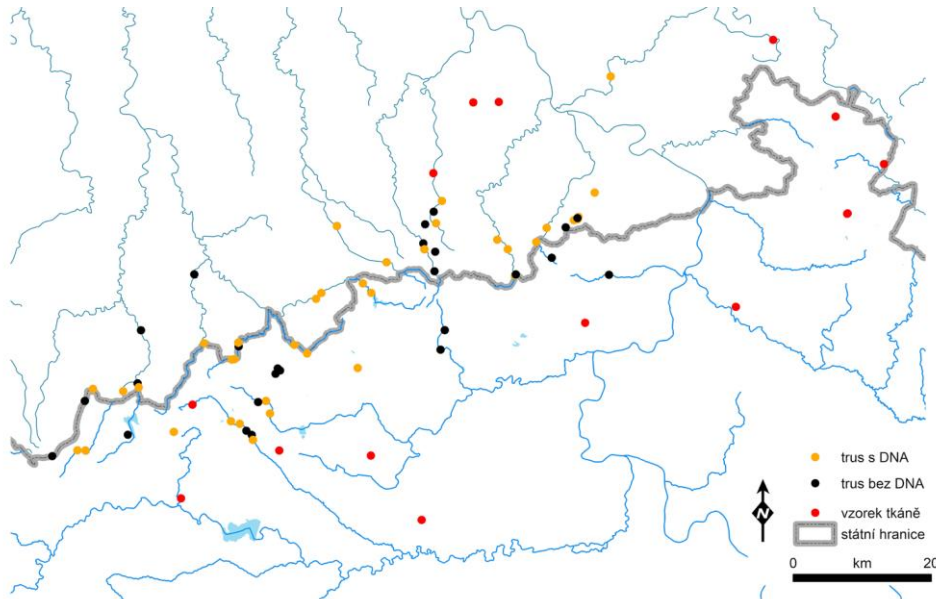 trus s DNA
trus bez DNA
vzorek tkáně
státní hranice
N
km
0 20